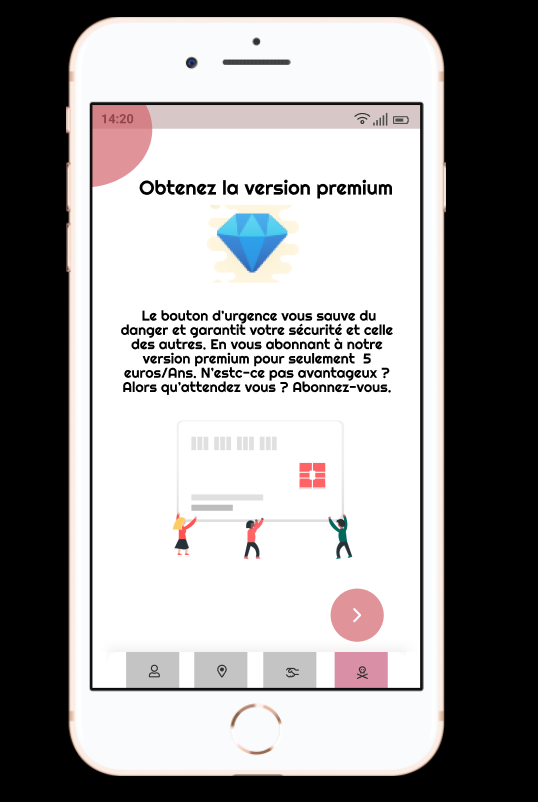 14:20
Obtenez la version premium
Le bouton d'urgence vous sauve du
danger et garantit votre sécurité et celle
des autres. En vous abonnant à notre
version premium pour seulement 5
euros/Ans. N'estc-ce pas avantageux ?
Alors qu'attendez vous ? Abonnez-vous.